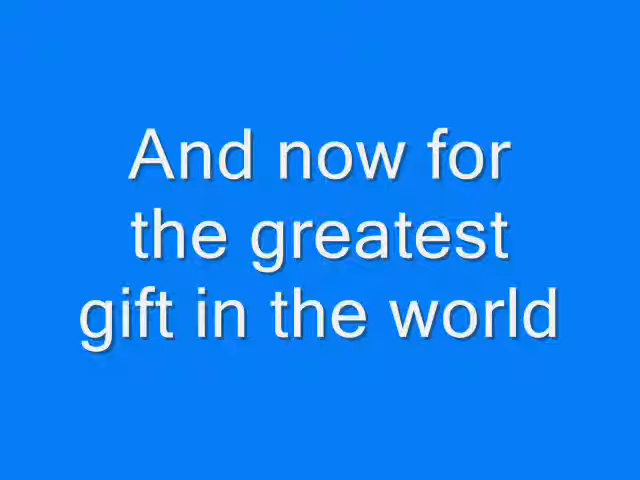 And now for
the greatest
gift in the world